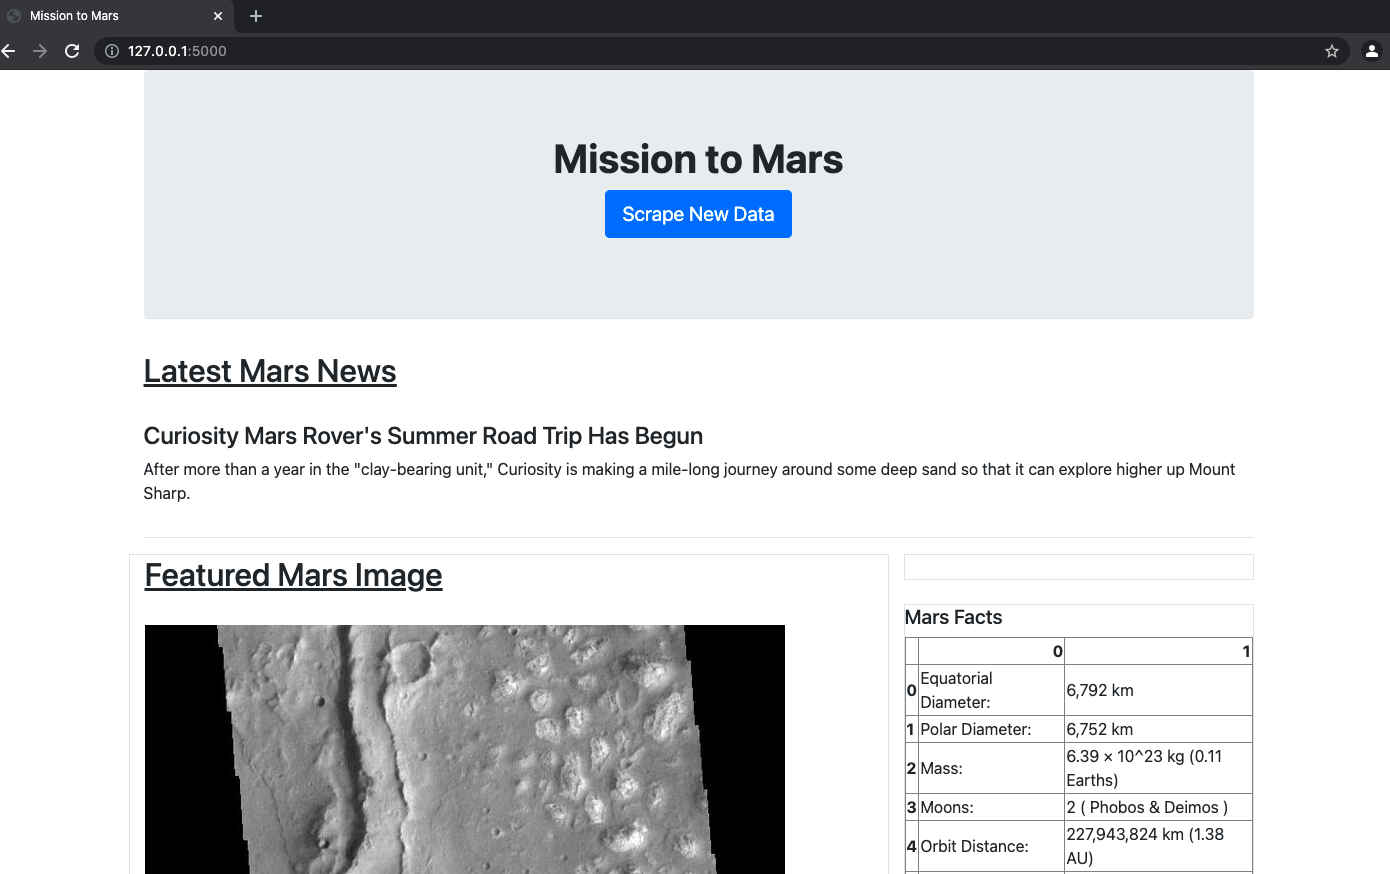 Mission to Mars
127.0.0.1:5000
Mission to Mars
Scrape New Data
Latest Mars News
Curiosity Mars Rover's Summer Road Trip Has Begun
After more than a year in the "clay-bearing unit," Curiosity is making a mile-long journey around some deep sand so that it can explore higher up Mount
Sharp.
Featured Mars Image
Mars Facts
0 1
0 Equatorial Diameter: 6,792 km
1 Polar Diameter: 6,752 km
2 Mass: 6.39 × 10^23 kg (0.11 Earths)
3 Moons: 2 ( Phobos & Deimos )
4 Orbit Distance: 227,943,824 km (1.38 AU)